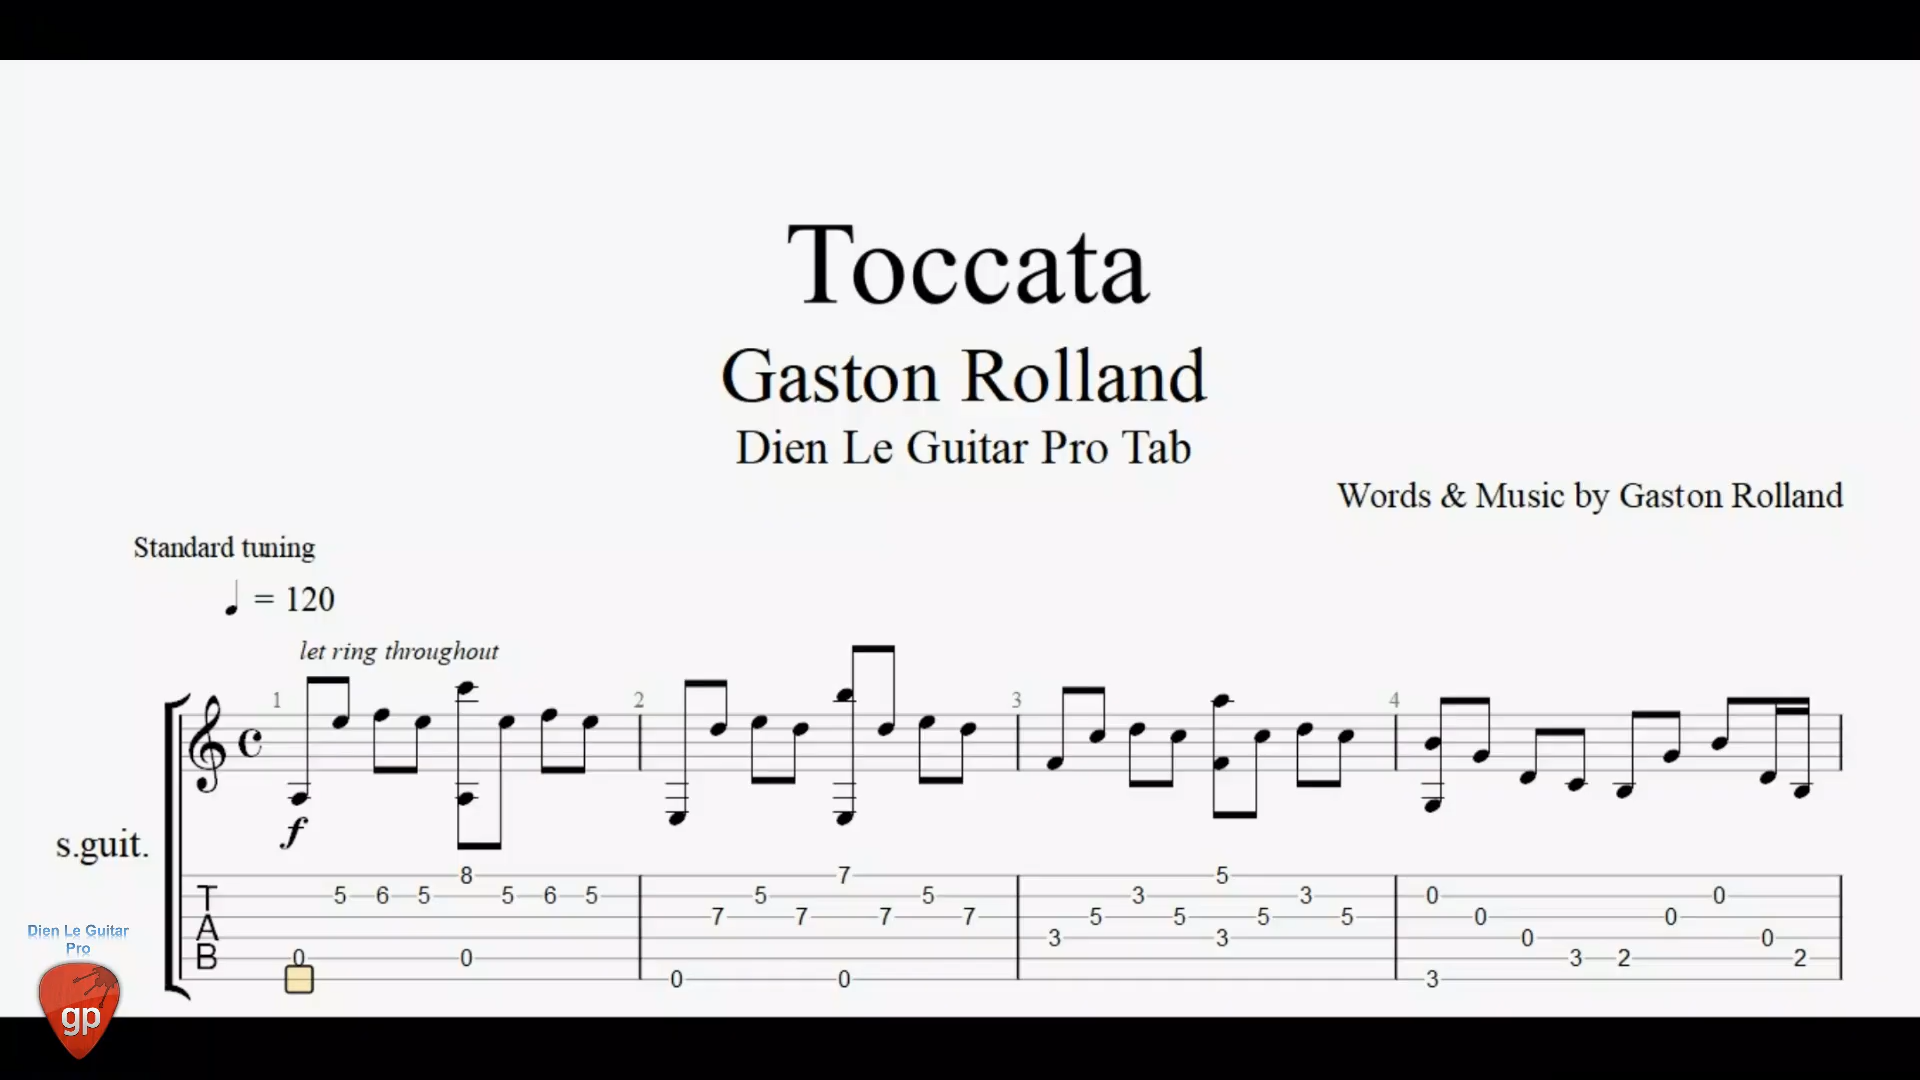 Toccata
Gaston Rolland
Dien Le Guitar Pro Tab
Words & Music by Gaston Rolland
Standard tuning
= 120
let ring throughout
1 2 3 4
f
s.guit.
8 7 5
T 5 6 5 5 6 5 5 5 3 3 0 0
A 7 7 7 7 5 5 5 5 0 0
3 3 0 0
B 0 0 3 2 2
0 0 3
Dien Le Guitar
Pro
gp